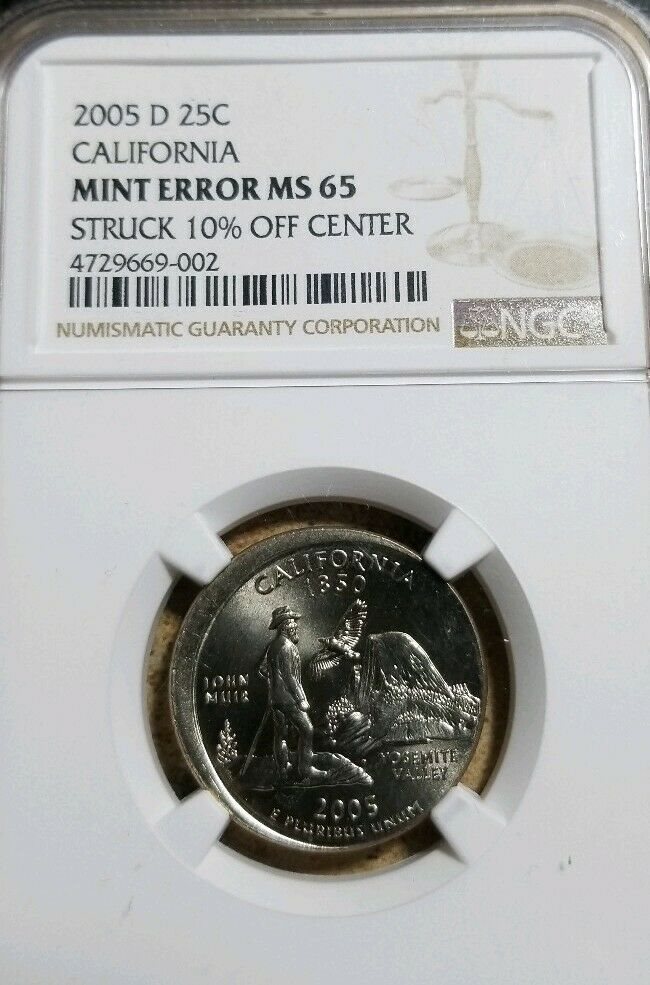 2005 D 25C
CALIFORNIA
MINT ERROR MS 65
STRUCK 10% OFF CENTER
4729669-002
NUMISMATIC GUARANTY CORPORATION
NGC
CALIFORNIA
1850
JOHN
MUIR
YOSEMITE
VALLEY
2005
E PLURIBUS UNUM